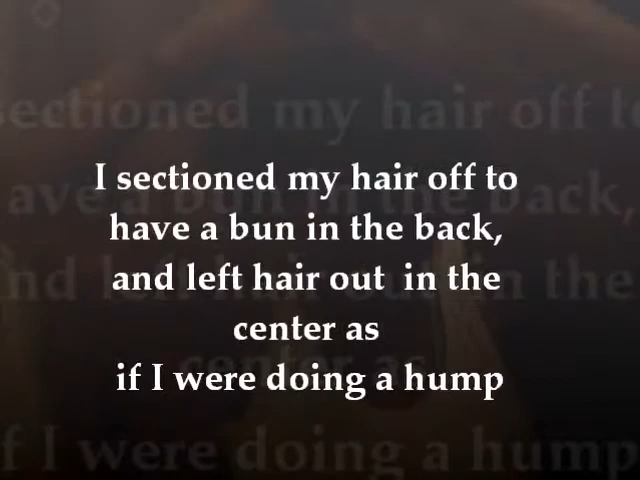 I sectioned my hair off to
have a bun in the back,
and left hair out in the
center as
if I were doing a hump